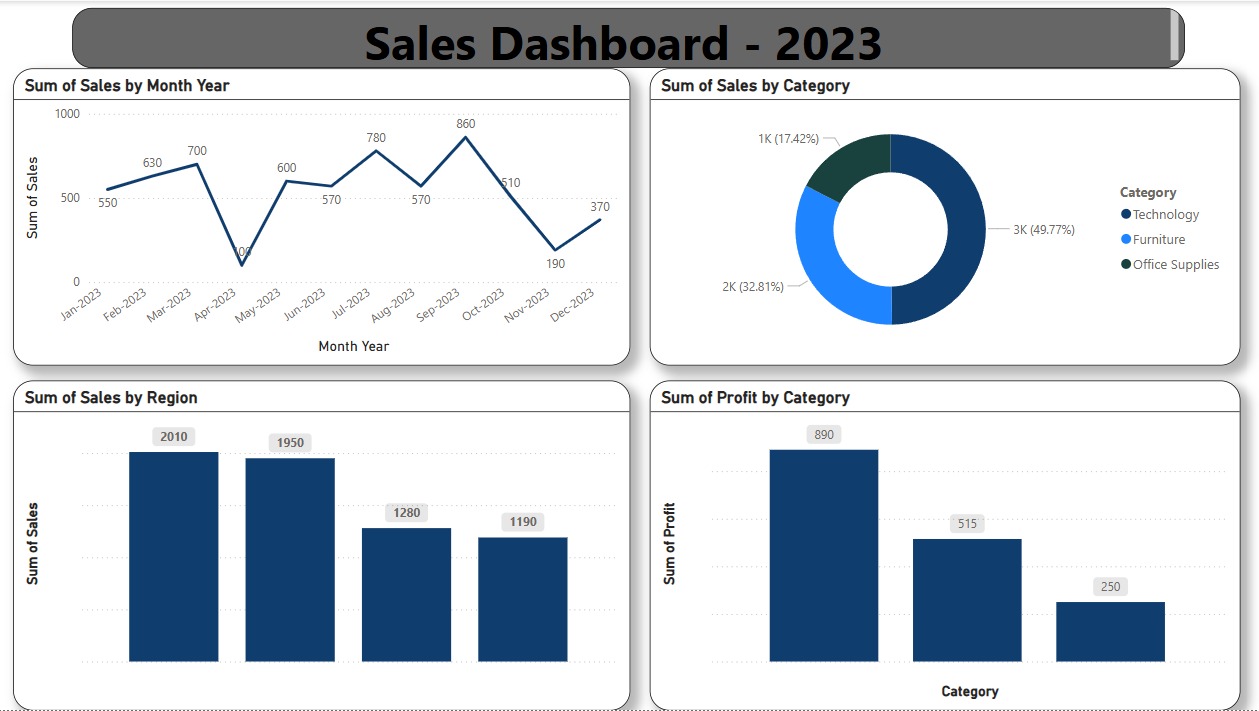 Sales Dashboard - 2023
Sum of Sales by Month Year
Sum of Sales
1000
500
0
550
630
700
100
600
570
780
570
860
510
190
370
Jan-2023
Feb-2023
Mar-2023
Apr-2023
May-2023
Jun-2023
Jul-2023
Aug-2023
Sep-2023
Oct-2023
Nov-2023
Dec-2023
Month Year
Sum of Sales by Category
1K (17.42%)
3K (49.77%)
2K (32.81%)
Category
Technology
Furniture
Office Supplies
Sum of Sales by Region
Sum of Sales
2010
1950
1280
1190
Sum of Profit by Category
Sum of Profit
890
515
250
Category